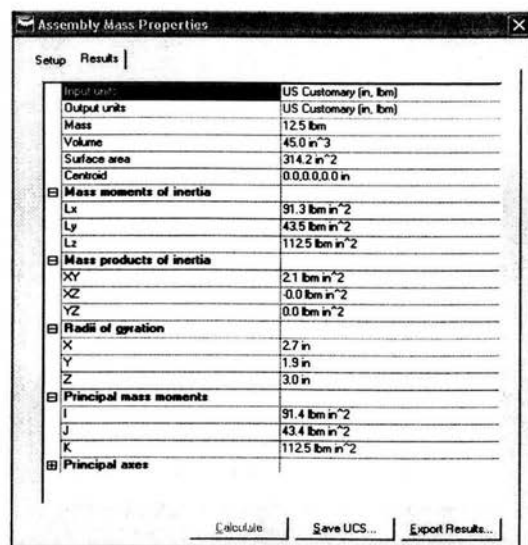 Assembly Mass Properties
Setup Results
Input units US Customary (in, lbm)
Output units US Customary (in, lbm)
Mass 12.5 lbm
Volume 45.0 in^3
Surface area 314.2 in^2
Centroid 0.0,0.0,0.0 in
Mass moments of inertia
Lx 91.3 lbm in^2
Ly 43.5 lbm in^2
Lz 112.5 lbm in^2
Mass products of inertia
XY 2.1 lbm in^2
XZ -0.0 lbm in^2
YZ 0.0 lbm in^2
Radii of gyration
X 2.7 in
Y 1.9 in
Z 3.0 in
Principal mass moments
I 91.4 lbm in^2
J 43.4 lbm in^2
K 112.5 lbm in^2
Principal axes
Calculate Save UCS... Export Results...